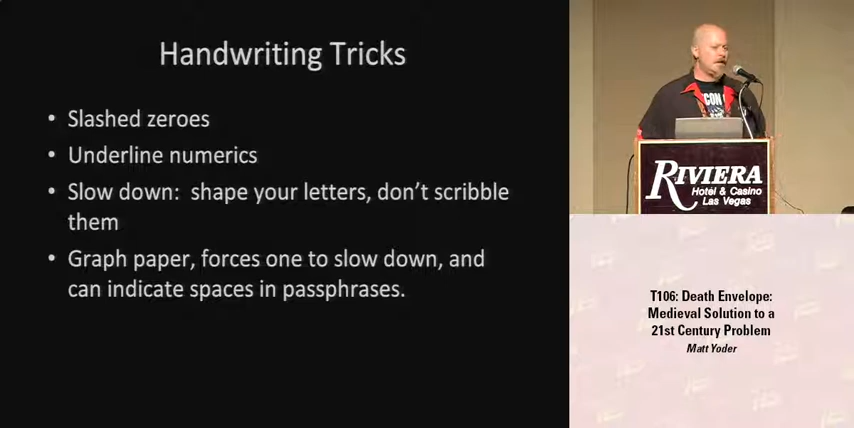 Handwriting Tricks
• Slashed zeroes
• Underline numerics
• Slow down:  shape your letters, don't scribble
them
• Graph paper, forces one to slow down, and
can indicate spaces in passphrases.
RIVIERA
Hotel & Casino
Las Vegas
T106: Death Envelope:
Medieval Solution to a
21st Century Problem
Matt Yoder